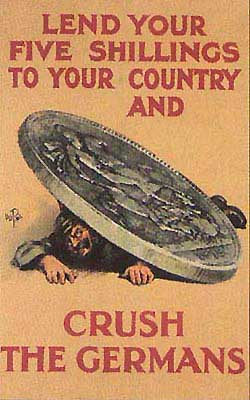 LEND YOUR
FIVE SHILLINGS
TO YOUR COUNTRY
AND
CRUSH
THE GERMANS